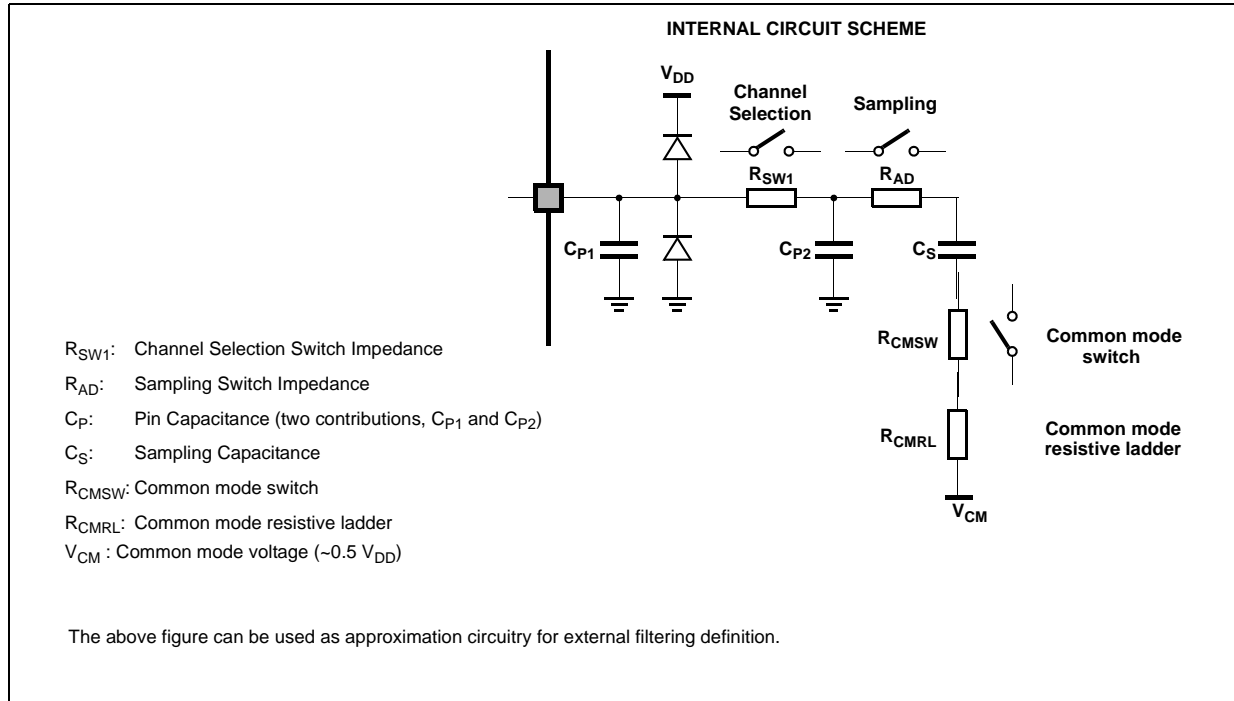 INTERNAL CIRCUIT SCHEME
VDD
Channel
Selection
Sampling
RSW1
RAD
CP1
CP2
CS
RCMSW
Common mode
switch
RCMRL
Common mode
resistive ladder
VCM
RSW1: Channel Selection Switch Impedance
RAD: Sampling Switch Impedance
CP: Pin Capacitance (two contributions, CP1 and CP2)
CS: Sampling Capacitance
RCMSW: Common mode switch
RCMRL: Common mode resistive ladder
VCM : Common mode voltage (~0.5 VDD)
The above figure can be used as approximation circuitry for external filtering definition.